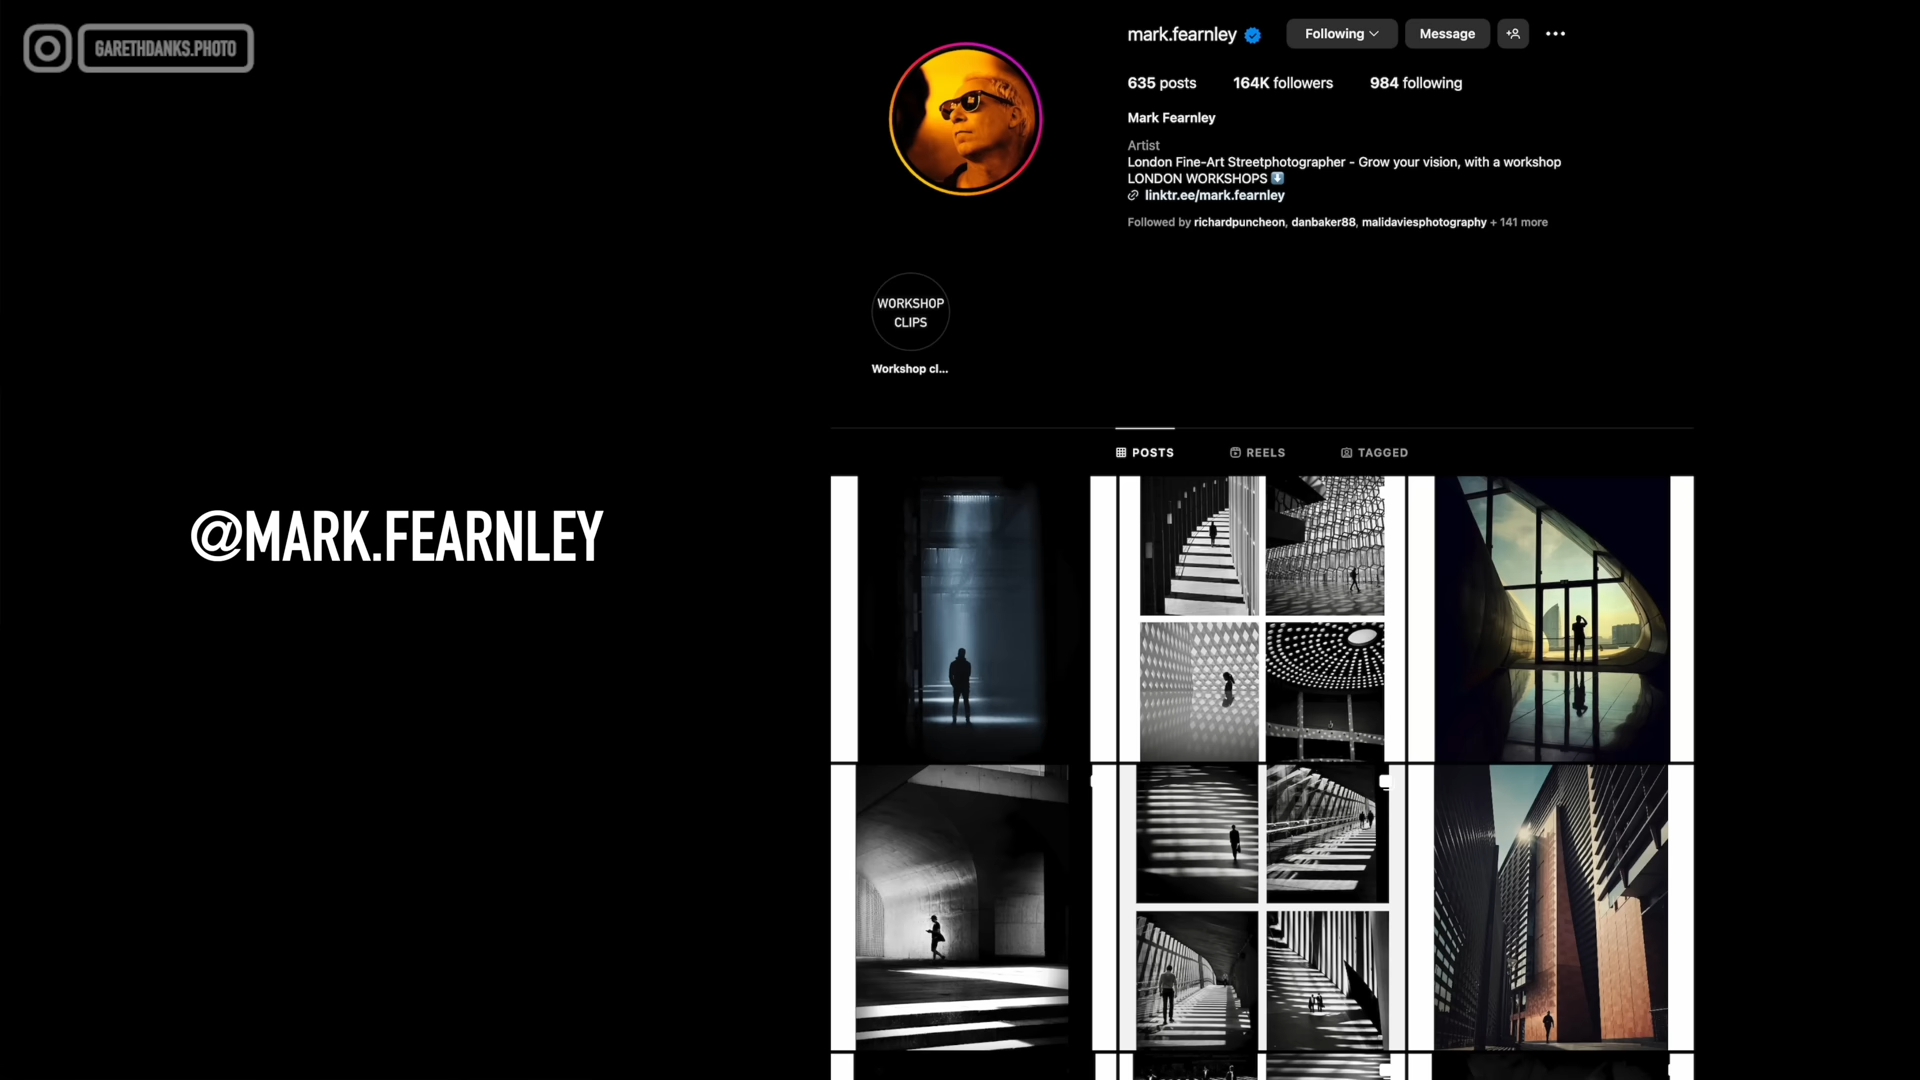 GARETHDANKS.PHOTO
mark.fearnley
Following
Message
635 posts
164K followers
984 following
Mark Fearnley
Artist
London Fine-Art Streetphotographer - Grow your vision, with a workshop
LONDON WORKSHOPS ⬇️
linktr.ee/mark.fearnley
Followed by richardpuncheon, danbaker88, malidaviesphotography + 141 more
WORKSHOP
CLIPS
Workshop cl...
POSTS
REELS
TAGGED
@MARK.FEARNLEY